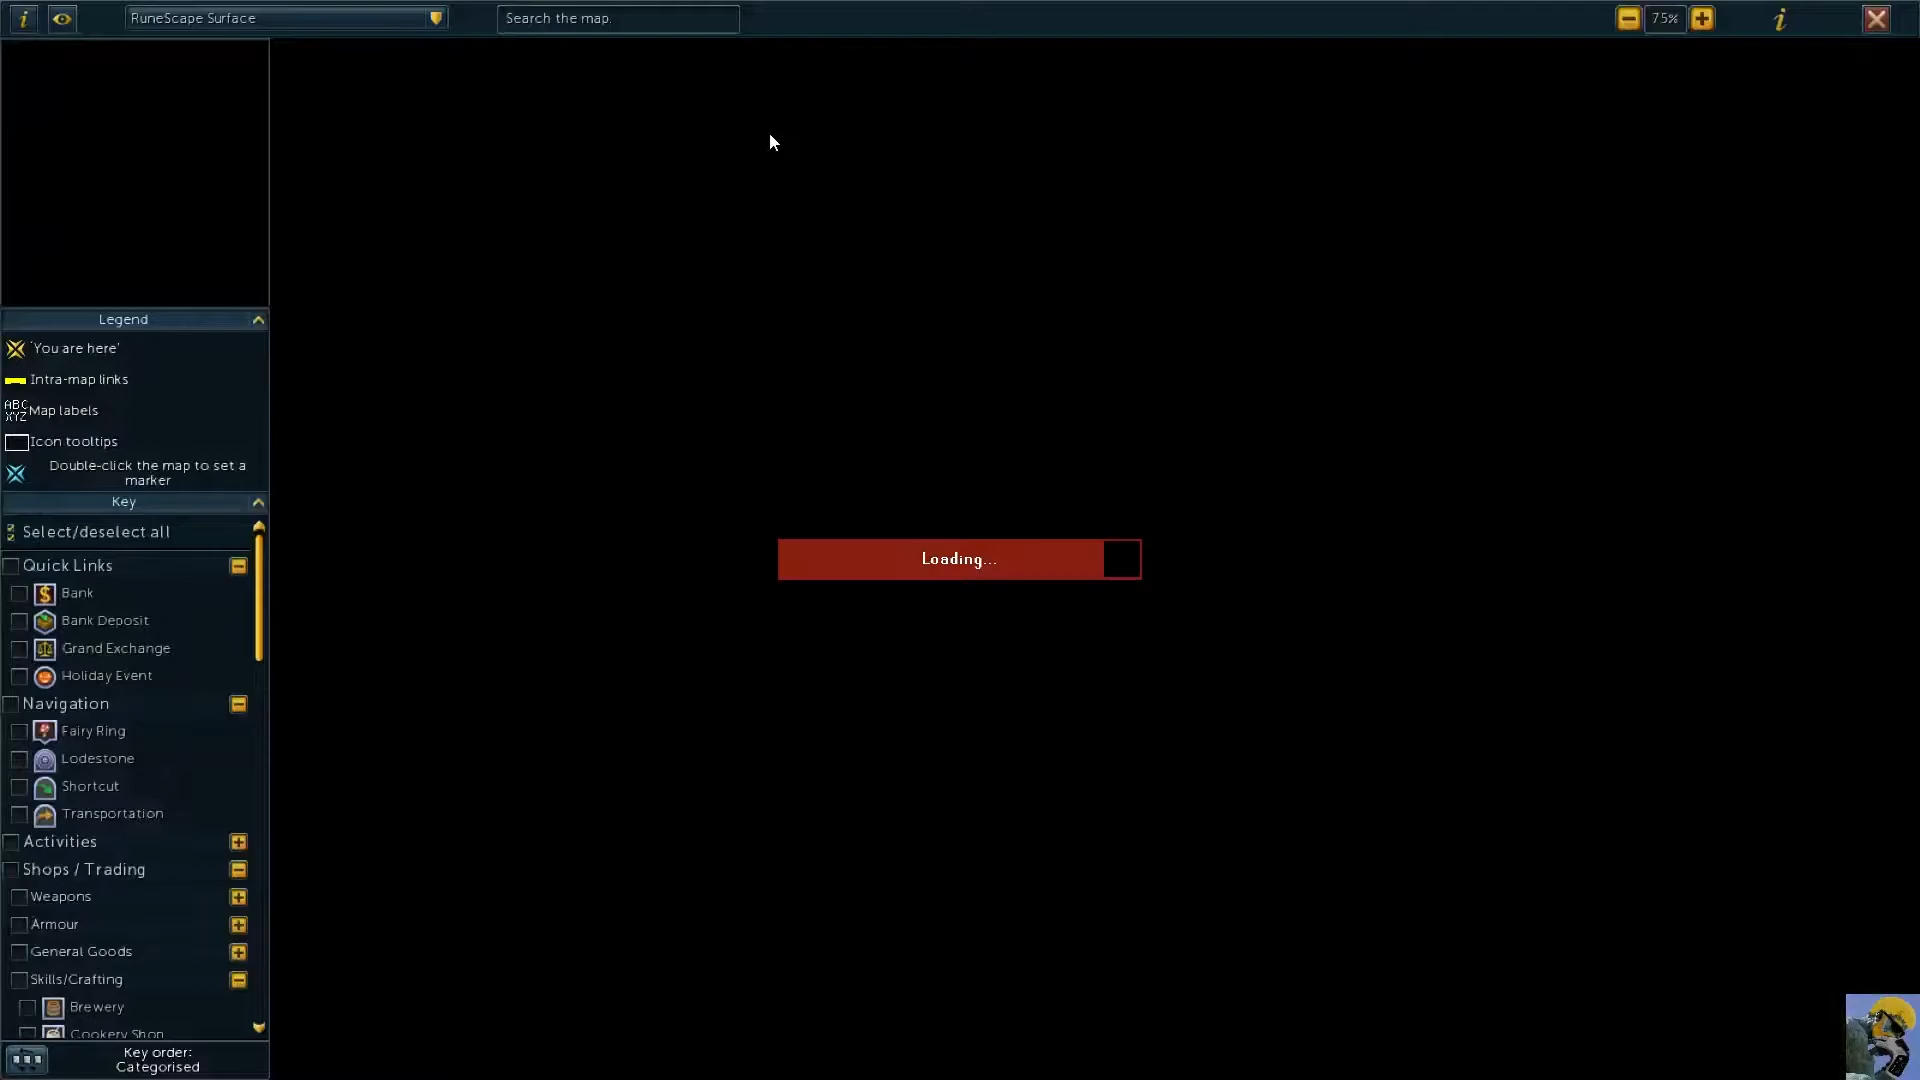 RuneScape Surface
Search the map.
75%
Legend
'You are here'
Intra-map links
ABC
XYZ
Map labels
Icon tooltips
Double-click the map to set a
marker
Key
Select/deselect all
Quick Links
Bank
Bank Deposit
Grand Exchange
Holiday Event
Navigation
Fairy Ring
Lodestone
Shortcut
Transportation
Activities
Shops / Trading
Weapons
Armour
General Goods
Skills/Crafting
Brewery
Cookery Shop
Key order:
Categorised
Loading...